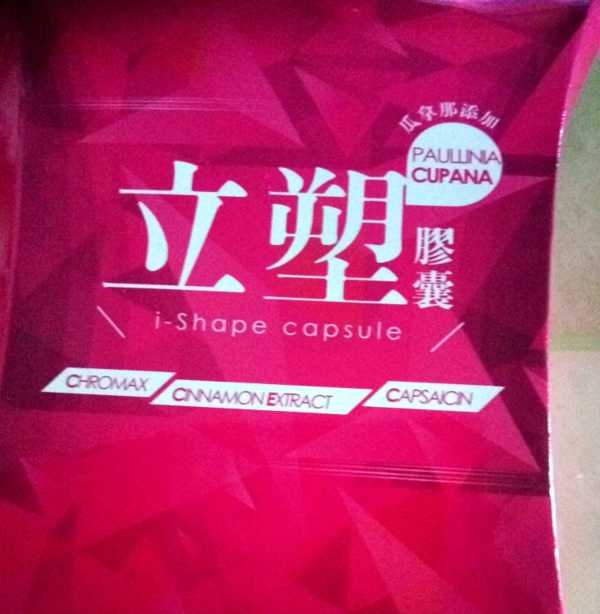 瓜拿那添加
PAULLINIA
CUPANA
立塑
膠囊
i-Shape capsule
CHROMAX
CINNAMON EXTRACT
CAPSAICIN